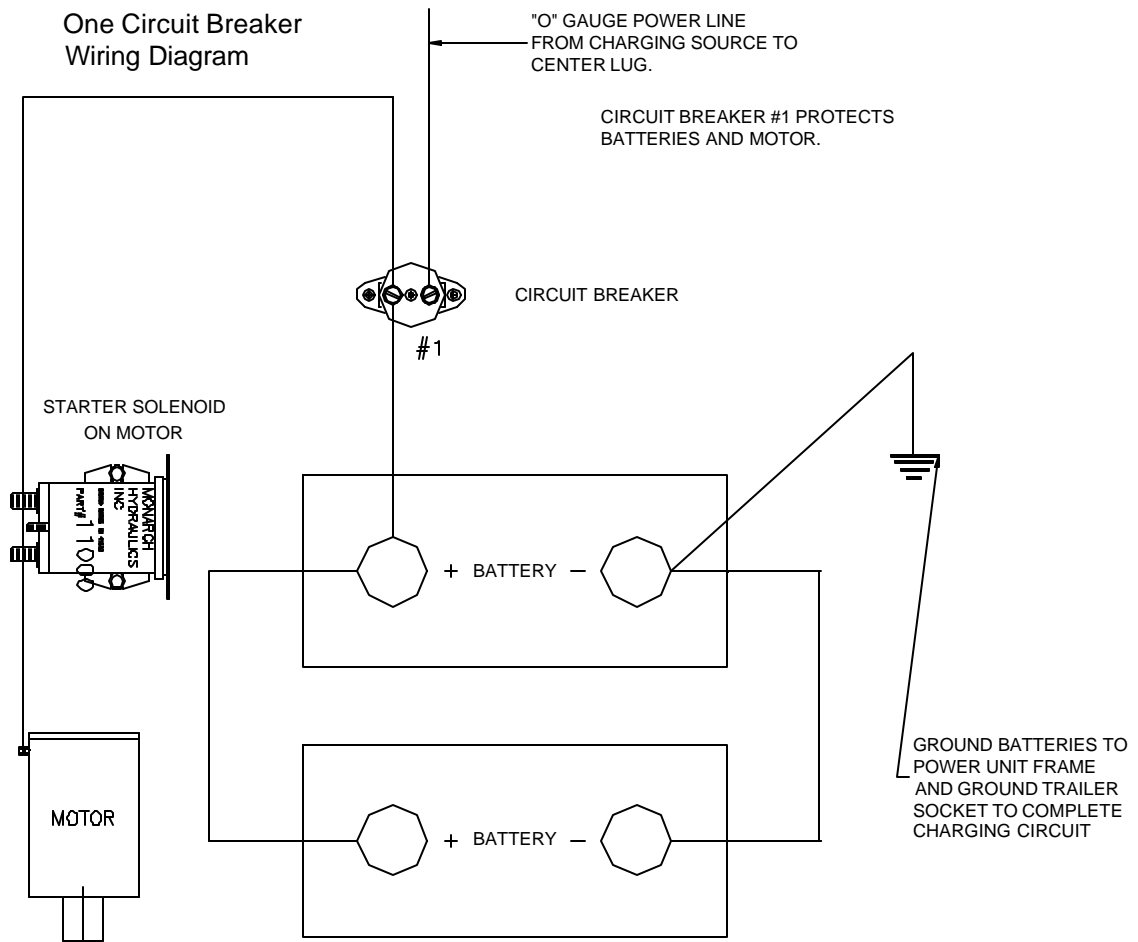 One Circuit Breaker
Wiring Diagram
"O" GAUGE POWER LINE
FROM CHARGING SOURCE TO
CENTER LUG.
CIRCUIT BREAKER #1 PROTECTS
BATTERIES AND MOTOR.
CIRCUIT BREAKER
#1
STARTER SOLENOID
ON MOTOR
MONARCH
HYDRAULICS
INC
PART#
+ BATTERY –
+ BATTERY –
MOTOR
GROUND BATTERIES TO
POWER UNIT FRAME
AND GROUND TRAILER
SOCKET TO COMPLETE
CHARGING CIRCUIT